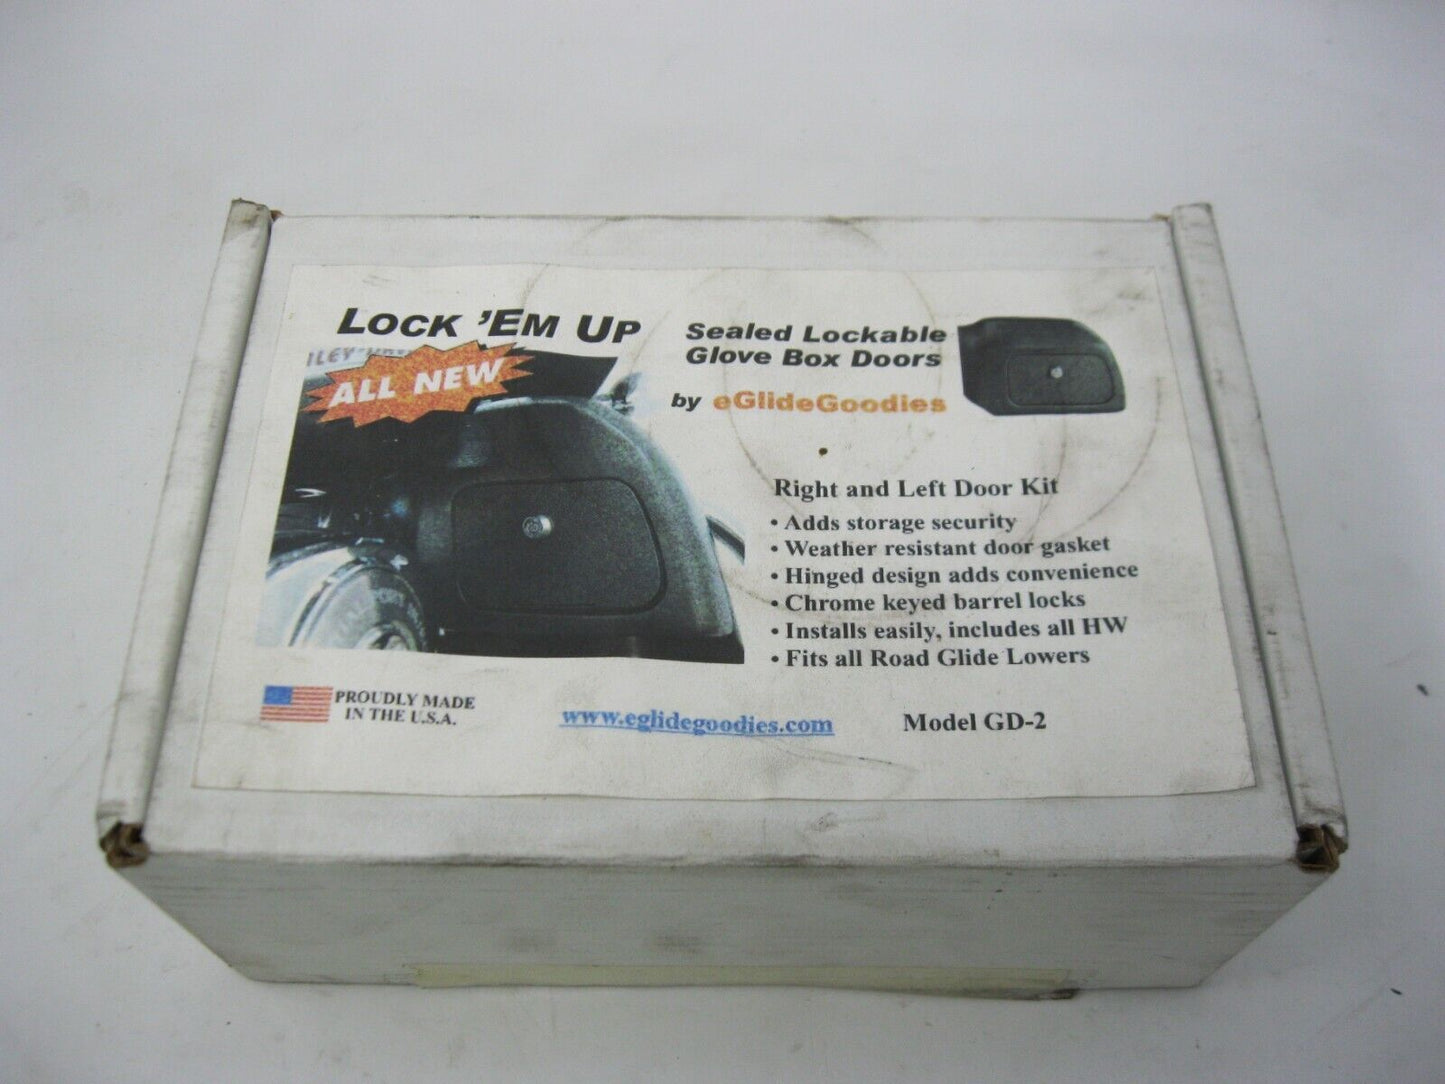 LOCK 'EM UP
ALL NEW
Sealed Lockable
Glove Box Doors
by eGlideGoodies
Right and Left Door Kit
• Adds storage security
• Weather resistant door gasket
• Hinged design adds convenience
• Chrome keyed barrel locks
• Installs easily, includes all HW
• Fits all Road Glide Lowers
PROUDLY MADE
IN THE U.S.A.
www.eglidegoodies.com
Model GD-2